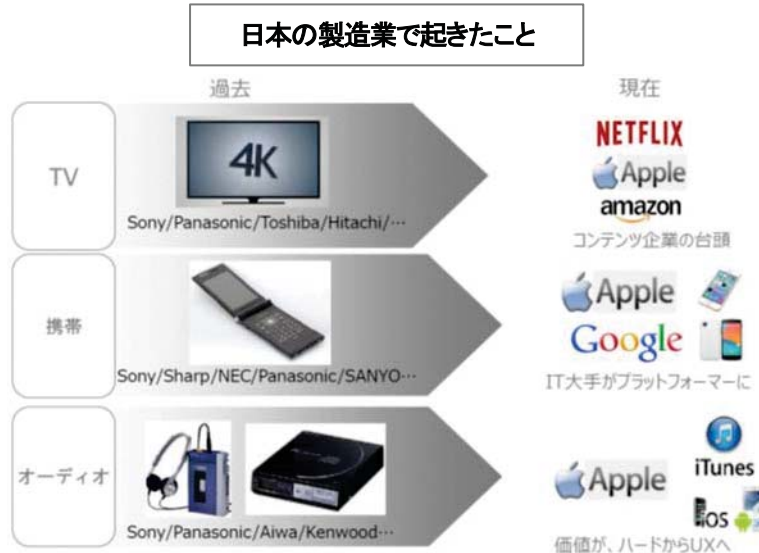 日本の製造業で起きたこと
過去
現在
TV
4K
Sony/Panasonic/Toshiba/Hitachi/…
NETFLIX
Apple
amazon
コンテンツ企業の台頭
携帯
Sony/Sharp/NEC/Panasonic/SANYO…
Apple
Google
IT大手がプラットフォーマーに
オーディオ
Sony/Panasonic/Aiwa/Kenwood…
Apple
iTunes
iOS
価値が、ハードからUXへ